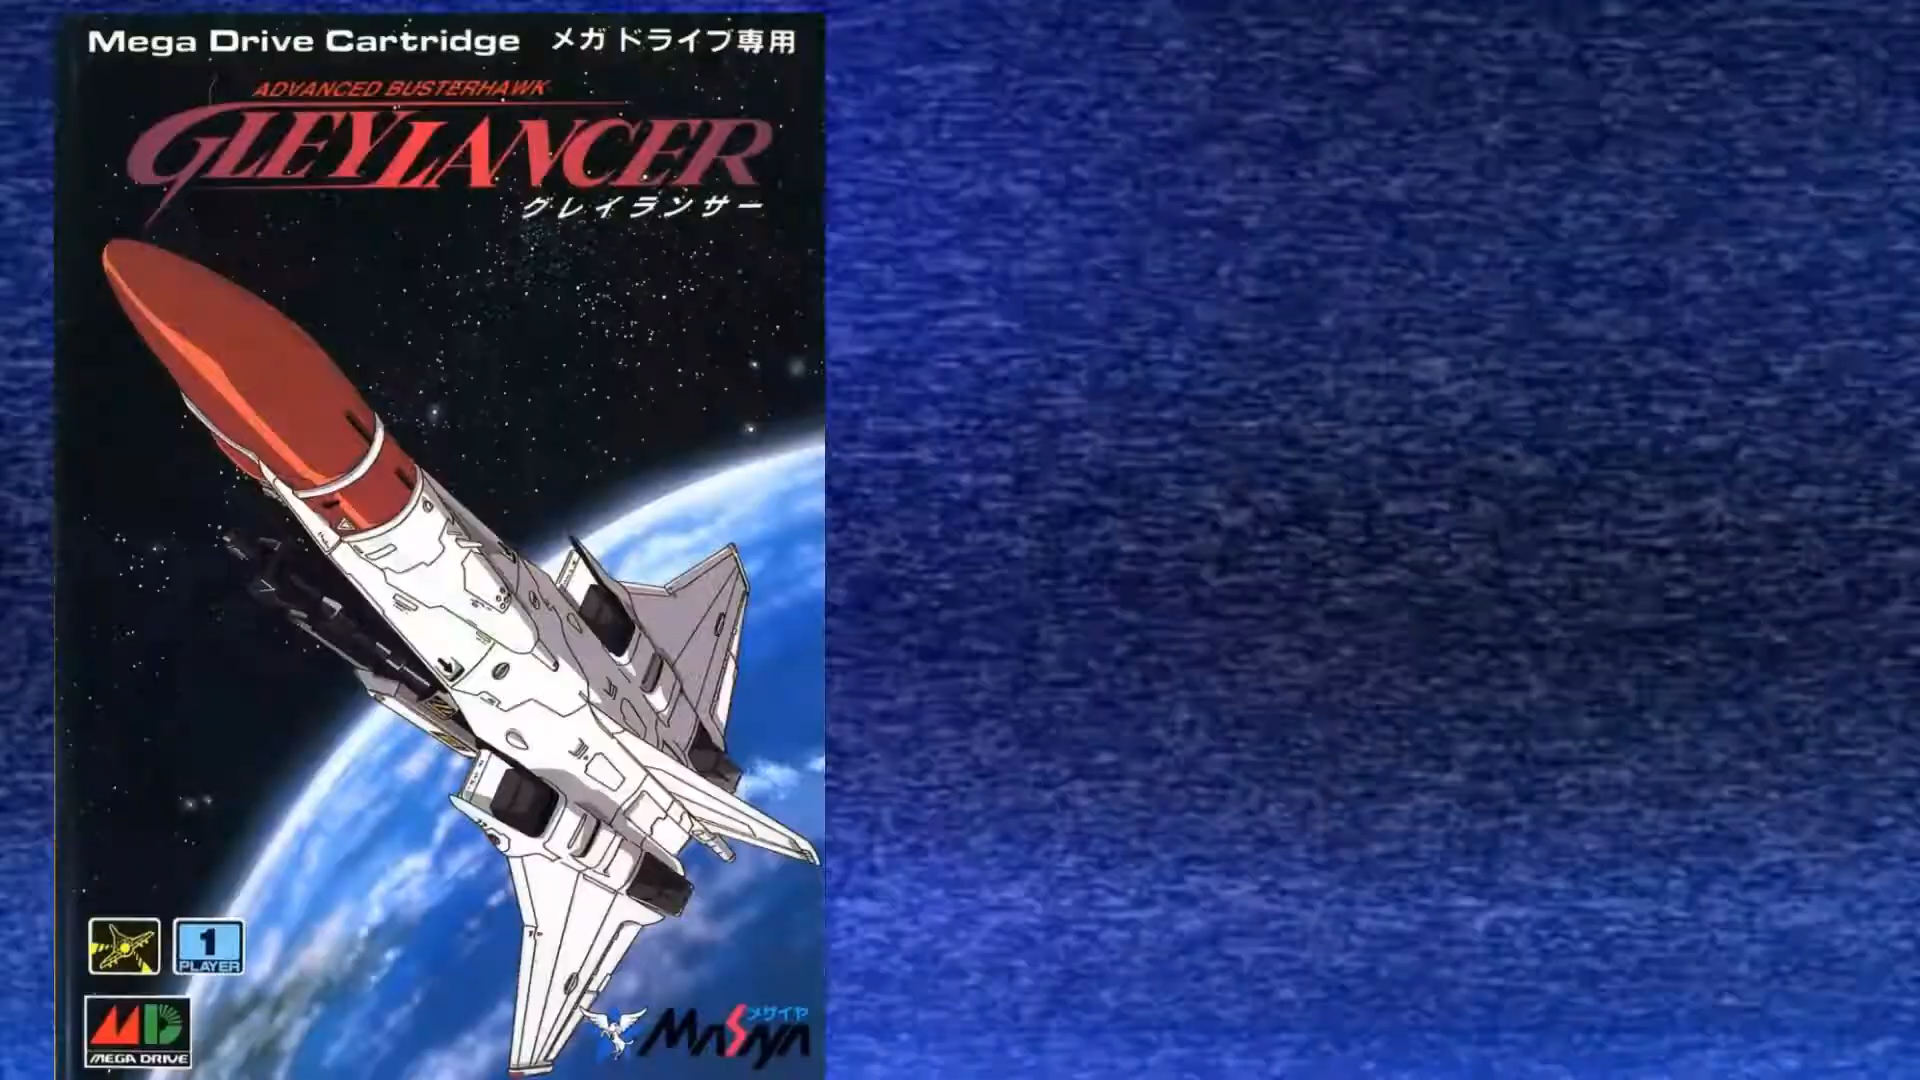 Mega Drive Cartridge メガドライブ専用
ADVANCED BUSTERHAWK
GLEYLANCER
グレイランサー
1
PLAYER
MEGA DRIVE
メサイヤ
MASAYA